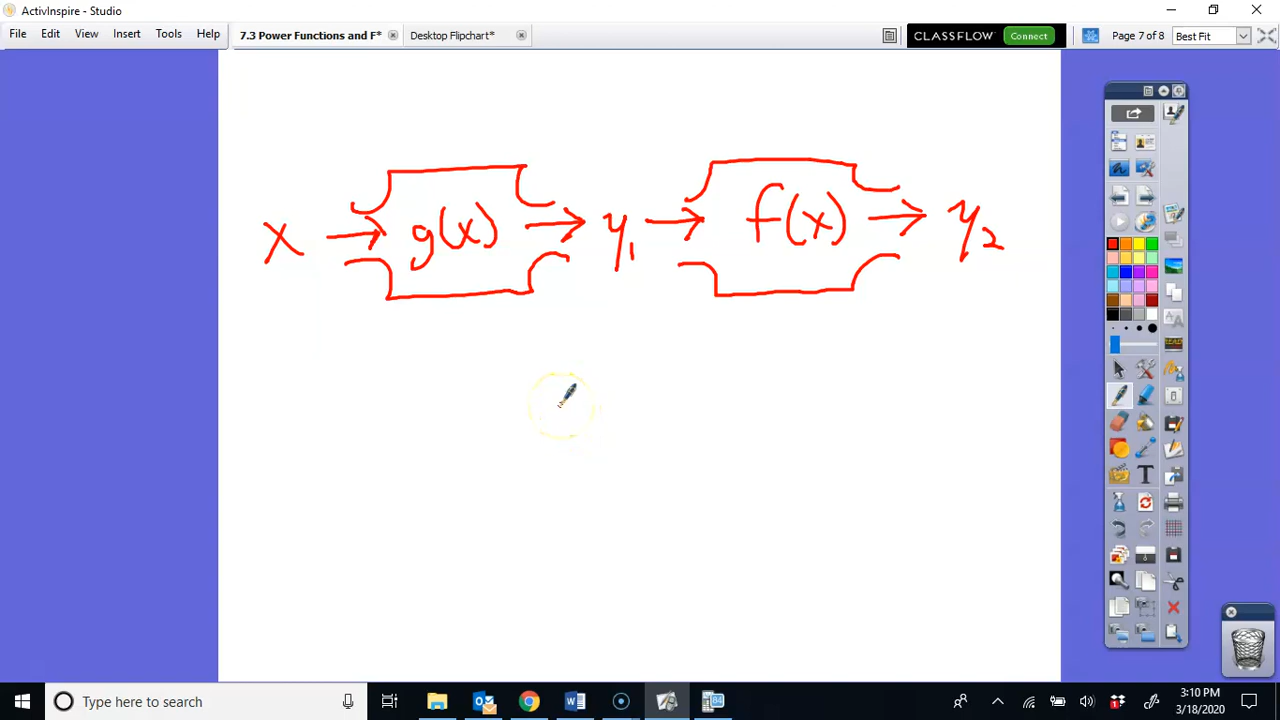 ActivInspire - Studio
File Edit View Insert Tools Help
7.3 Power Functions and F*
Desktop Flipchart*
CLASSFLOW Connect
Page 7 of 8
Best Fit
x → g(x) → y₁ → f(x) → y₂
Type here to search
3:10 PM
3/18/2020